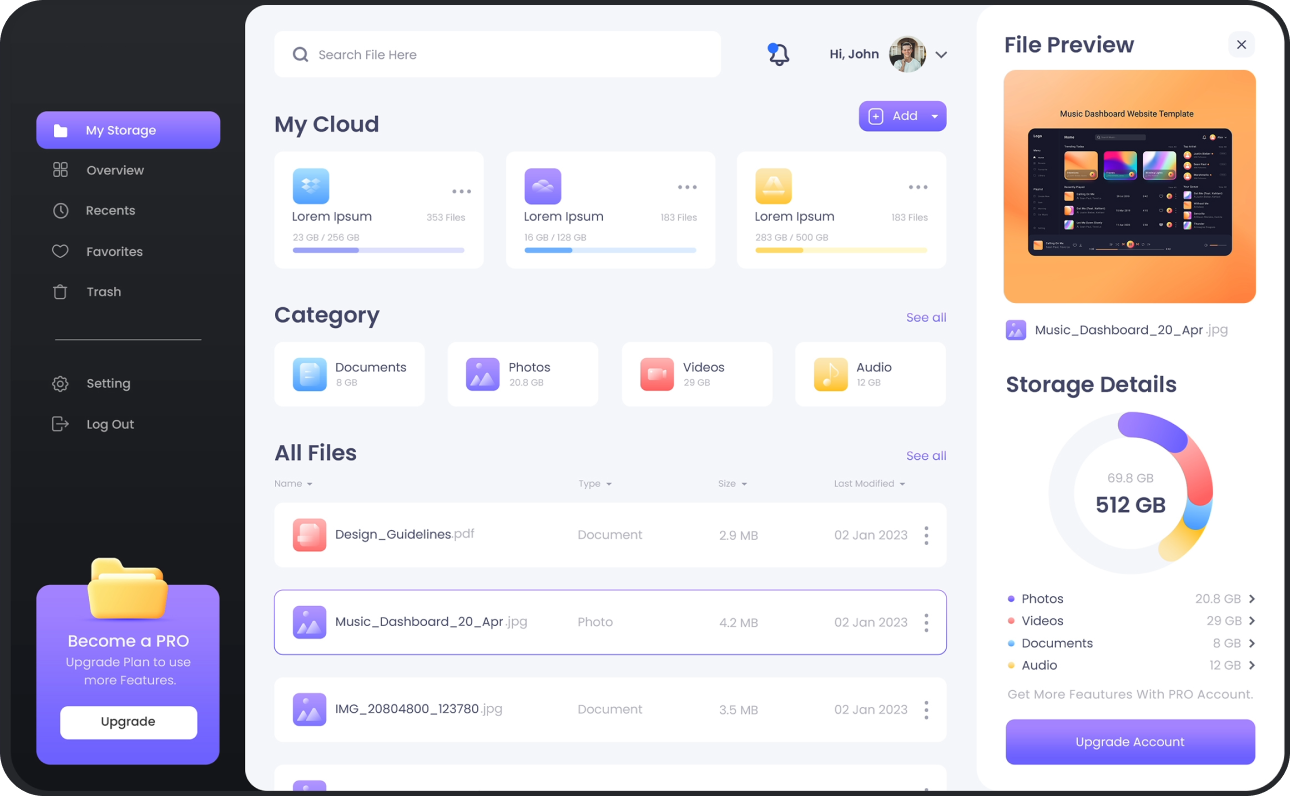 My Storage
Overview
Recents
Favorites
Trash
Setting
Log Out
Become a PRO
Upgrade Plan to use
more Features.
Upgrade
Search File Here
Hi, John
My Cloud
Add
Lorem Ipsum
353 Files
23 GB / 256 GB
Lorem Ipsum
183 Files
16 GB / 128 GB
Lorem Ipsum
183 Files
283 GB / 500 GB
Category
See all
Documents
8 GB
Photos
20.8 GB
Videos
29 GB
Audio
12 GB
All Files
See all
Name
Type
Size
Last Modified
Design_Guidelines.pdf
Document
2.9 MB
02 Jan 2023
Music_Dashboard_20_Apr.jpg
Photo
4.2 MB
02 Jan 2023
IMG_20804800_123780.jpg
Document
3.5 MB
02 Jan 2023
File Preview
Music Dashboard Website Template
Music_Dashboard_20_Apr.jpg
Storage Details
69.8 GB
512 GB
Photos 20.8 GB
Videos 29 GB
Documents 8 GB
Audio 12 GB
Get More Feautures With PRO Account.
Upgrade Account